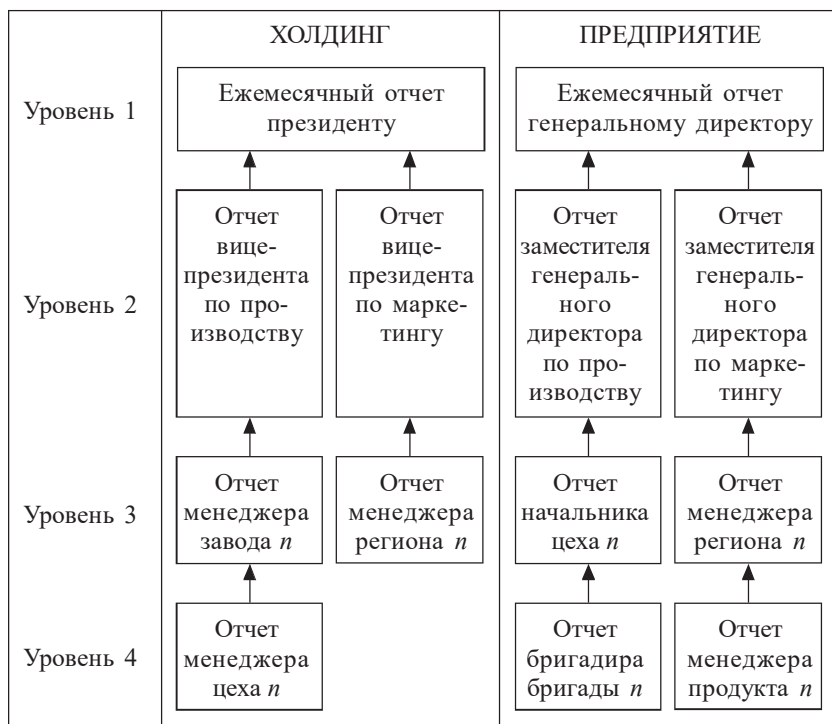 ХОЛДИНГ
ПРЕДПРИЯТИЕ
Уровень 1
Ежемесячный отчет
президенту
Ежемесячный отчет
генеральному директору
Уровень 2
Отчет
вице-
президента
по про-
изводству
Отчет
вице-
президента
по марке-
тингу
Отчет
заместителя
генераль-
ного
директора
по про-
изводству
Отчет
заместителя
генераль-
ного
директора
по марке-
тингу
Уровень 3
Отчет
менеджера
завода n
Отчет
менеджера
региона n
Отчет
начальника
цеха n
Отчет
менеджера
региона n
Уровень 4
Отчет
менеджера
цеха n
Отчет
бригадира
бригады n
Отчет
менеджера
продукта n